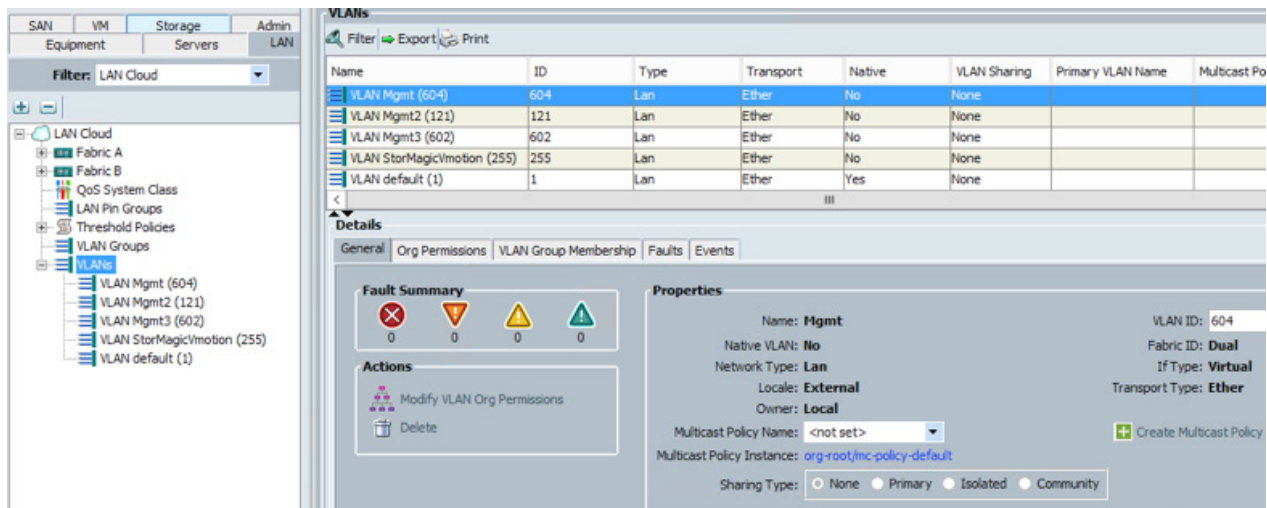 SAN VM Storage Admin
Equipment Servers LAN
Filter: LAN Cloud
LAN Cloud
Fabric A
Fabric B
QoS System Class
LAN Pin Groups
Threshold Policies
VLAN Groups
VLANs
VLAN Mgmt (604)
VLAN Mgmt2 (121)
VLAN Mgmt3 (602)
VLAN StorMagicVmotion (255)
VLAN default (1)
VLANs
Filter Export Print
Name ID Type Transport Native VLAN Sharing Primary VLAN Name Multicast Po
VLAN Mgmt (604) 604 Lan Ether No None
VLAN Mgmt2 (121) 121 Lan Ether No None
VLAN Mgmt3 (602) 602 Lan Ether No None
VLAN StorMagicVmotion (255) 255 Lan Ether No None
VLAN default (1) 1 Lan Ether Yes None
Details
General Org Permissions VLAN Group Membership Faults Events
Fault Summary
0 0 0 0
Actions
Modify VLAN Org Permissions
Delete
Properties
Name: Mgmt VLAN ID: 604
Native VLAN: No Fabric ID: Dual
Network Type: Lan If Type: Virtual
Locale: External Transport Type: Ether
Owner: Local
Multicast Policy Name: <not set> Create Multicast Policy
Multicast Policy Instance: org-root/mc-policy-default
Sharing Type: None Primary Isolated Community